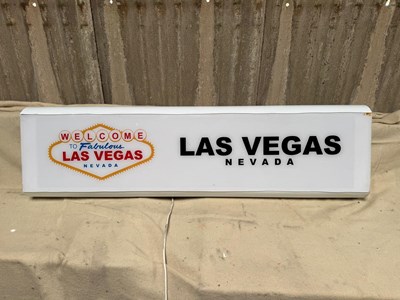 WELCOME
TO Fabulous
LAS VEGAS
NEVADA
LAS VEGAS
NEVADA